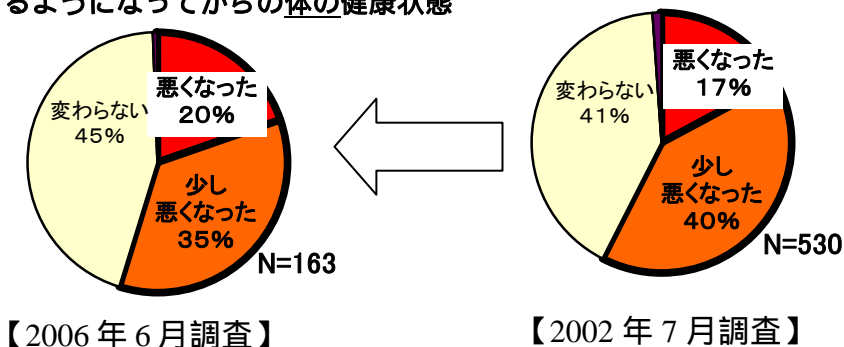 るようになってからの体の健康状態
変わらない
45%
悪くなった
20%
少し
悪くなった
35%
N=163
【2006年6月調査】
変わらない
41%
悪くなった
17%
少し
悪くなった
40%
N=530
【2002年7月調査】